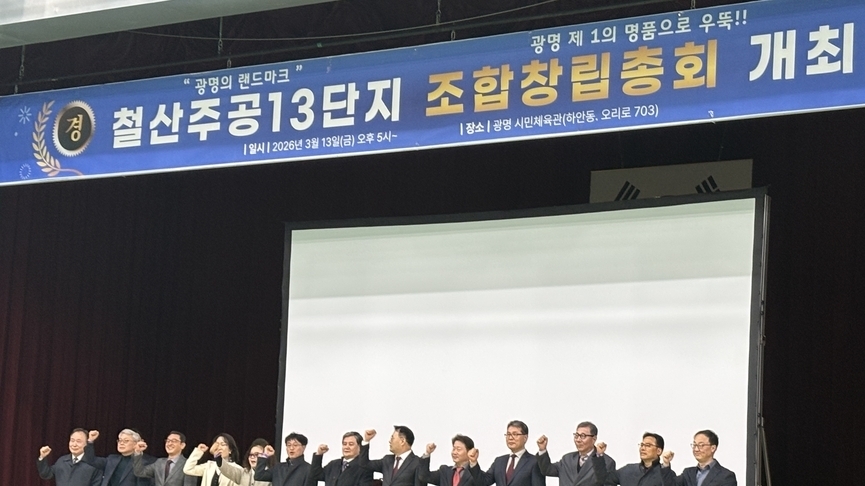 광명 제 1의 명품으로 우뚝!!
" 광명의 랜드마크 "
경 철산주공13단지 조합창립총회 개최
| 일시 | 2026년 3월 13일(금) 오후 5시~ | 장소 | 광명 시민체육관(하안동. 오리로 703)